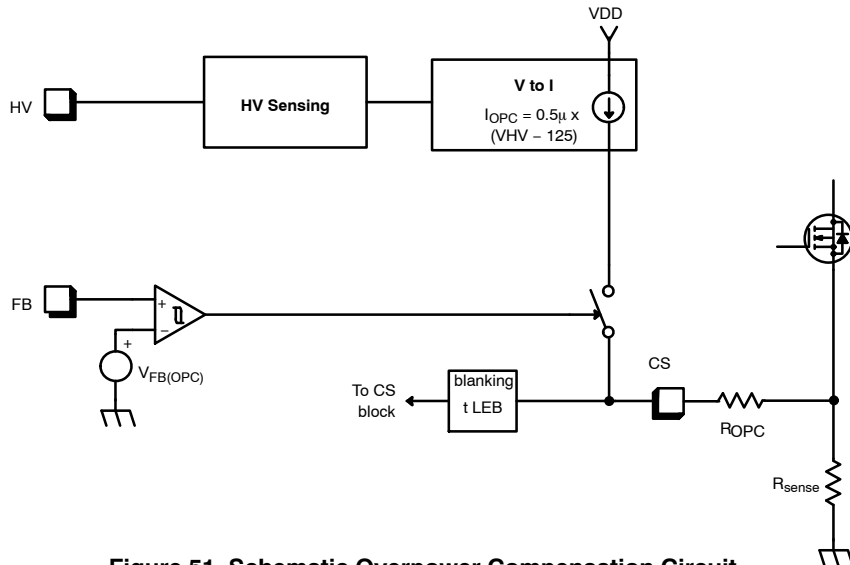 VDD
HV
HV Sensing
V to I
IOPC = 0.5μ x
(VHV − 125)
FB
+
−
+
VFB(OPC)
CS
To CS
block
blanking
t LEB
ROPC
Rsense
Figure 51. Schematic Overpower Compensation Circuit